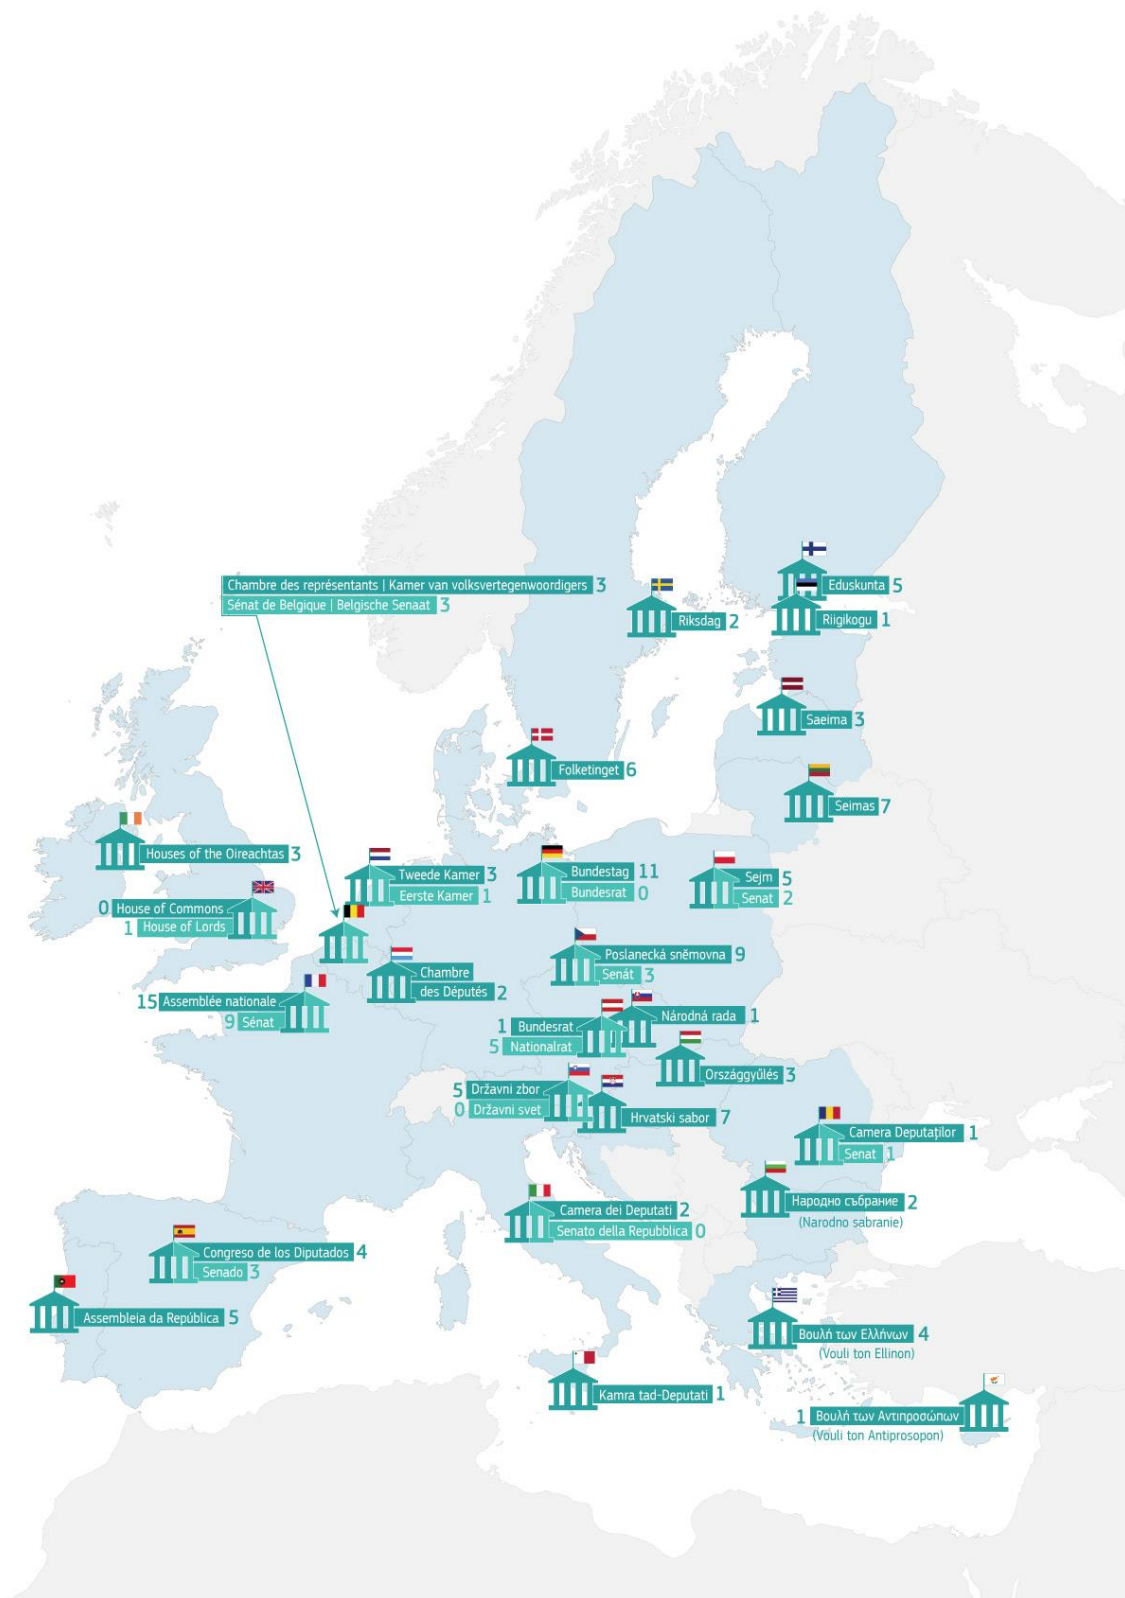 Eduskunta 5
Chambre des représentants | Kamer van volksvertegenwoordigers 3
Sénat de Belgique | Belgische Senaat 3
Riksdag 2
Riigikogu 1
Saeima 3
Folketinget 6
Seimas 7
Houses of the Oireachtas 3
Tweede Kamer 3
Eerste Kamer 1
Bundestag 11
Bundesrat 0
Sejm 5
Senat 2
0 House of Commons
1 House of Lords
Poslanecká sněmovna 9
Senát 3
Chambre
des Députés 2
15 Assemblée nationale
9 Sénat
Národná rada 1
1 Bundesrat
5 Nationalrat
Országgyűlés 3
5 Državni zbor
0 Državni svet
Hrvatski sabor 7
Camera Deputaților 1
Senat 1
Народно събрание 2
(Narodno sabranie)
Camera dei Deputati 2
Senato della Repubblica 0
Congreso de los Diputados 4
Senado 3
Assembleia da República 5
Βουλή των Ελλήνων 4
(Vouli ton Ellinon)
Kamra tad-Deputati 1
1 Βουλή των Αντιπροσώπων
(Vouli ton Antiprosopon)